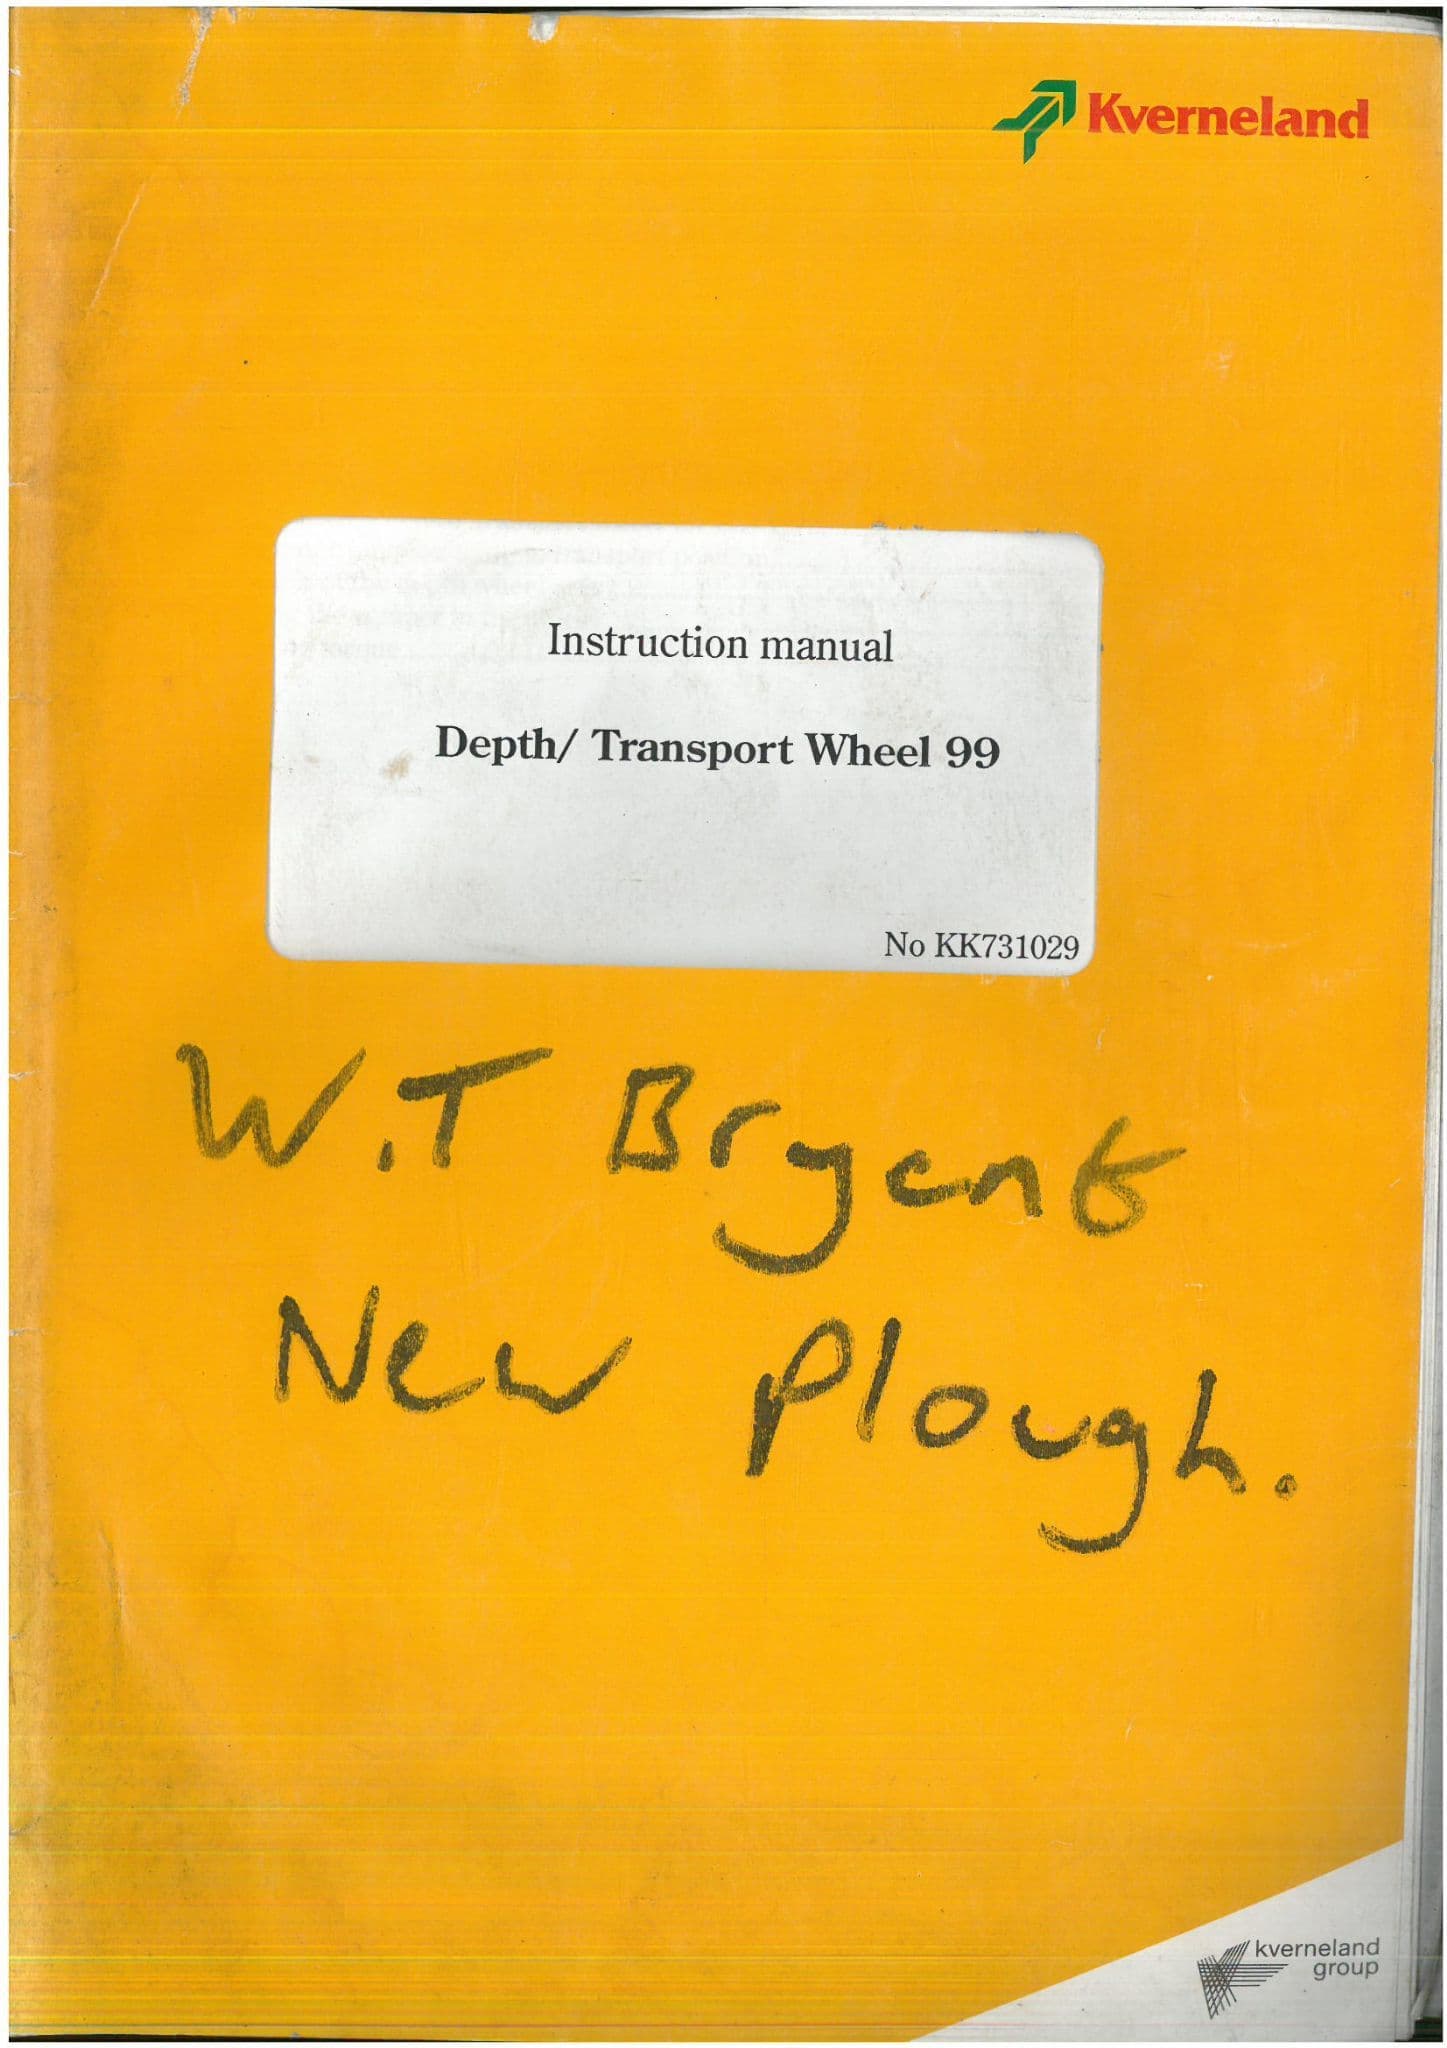 Kverneland
Instruction manual
Depth/ Transport Wheel 99
No KK731029
W.T Bryant
New Plough.
kverneland
group